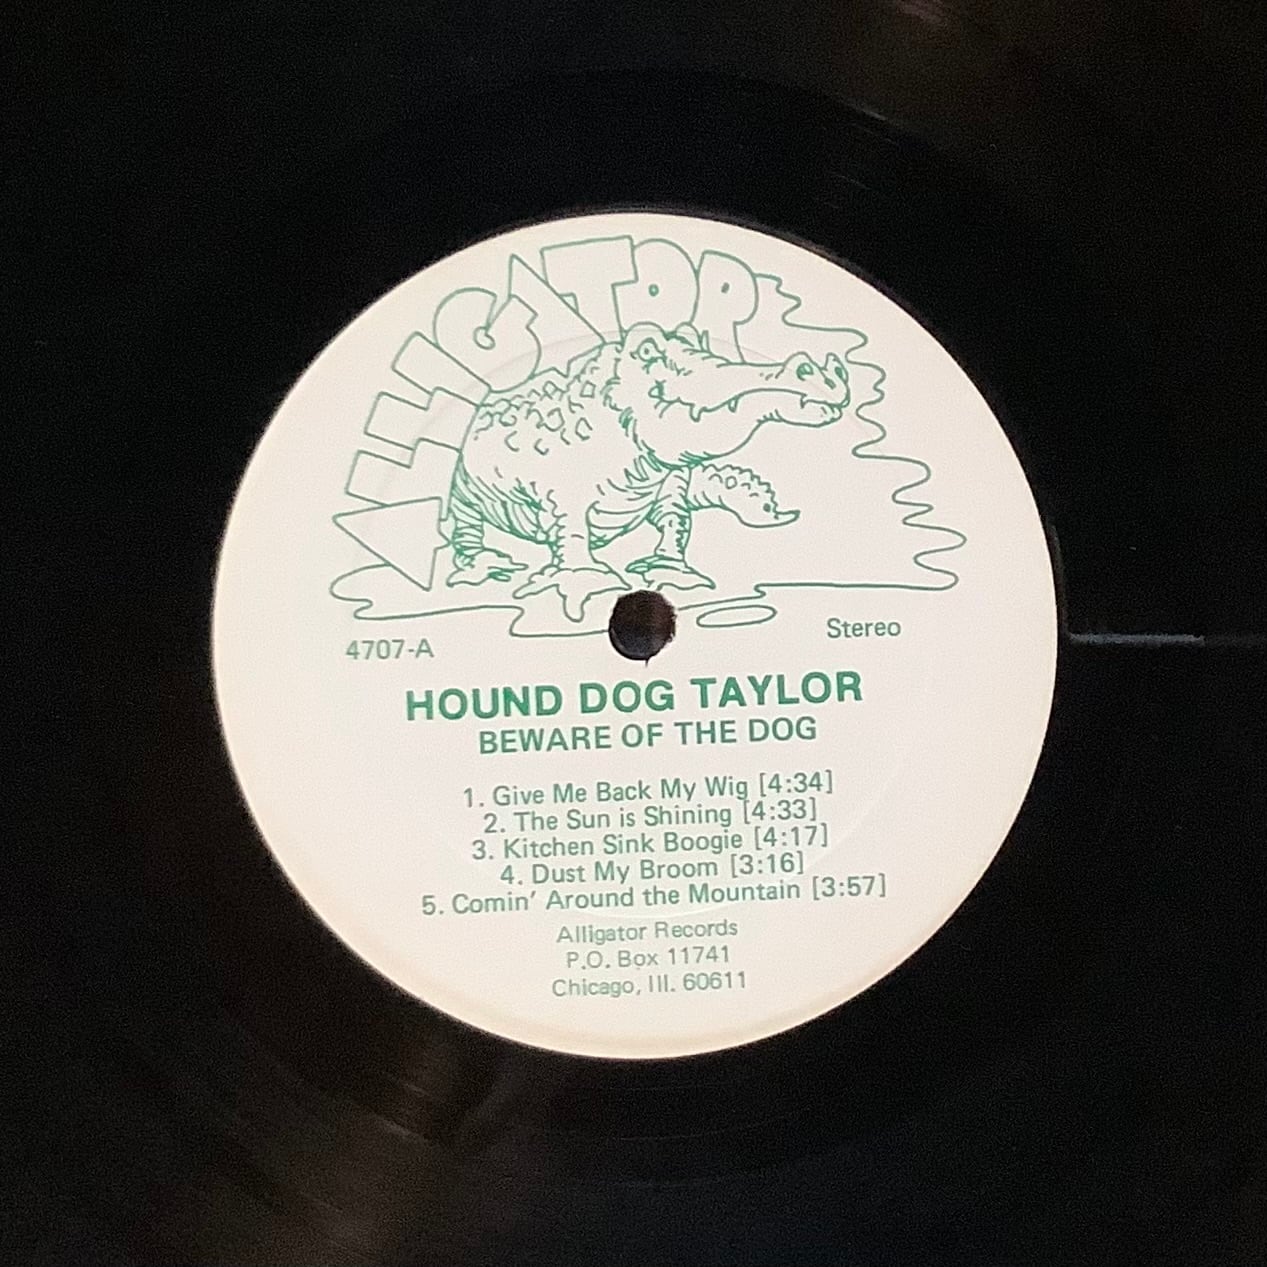 ALLIGATOR
4707-A
Stereo
HOUND DOG TAYLOR
BEWARE OF THE DOG
1. Give Me Back My Wig [4:34]
2. The Sun is Shining [4:33]
3. Kitchen Sink Boogie [4:17]
4. Dust My Broom [3:16]
5. Comin' Around the Mountain [3:57]
Alligator Records
P.O. Box 11741
Chicago, Ill. 60611